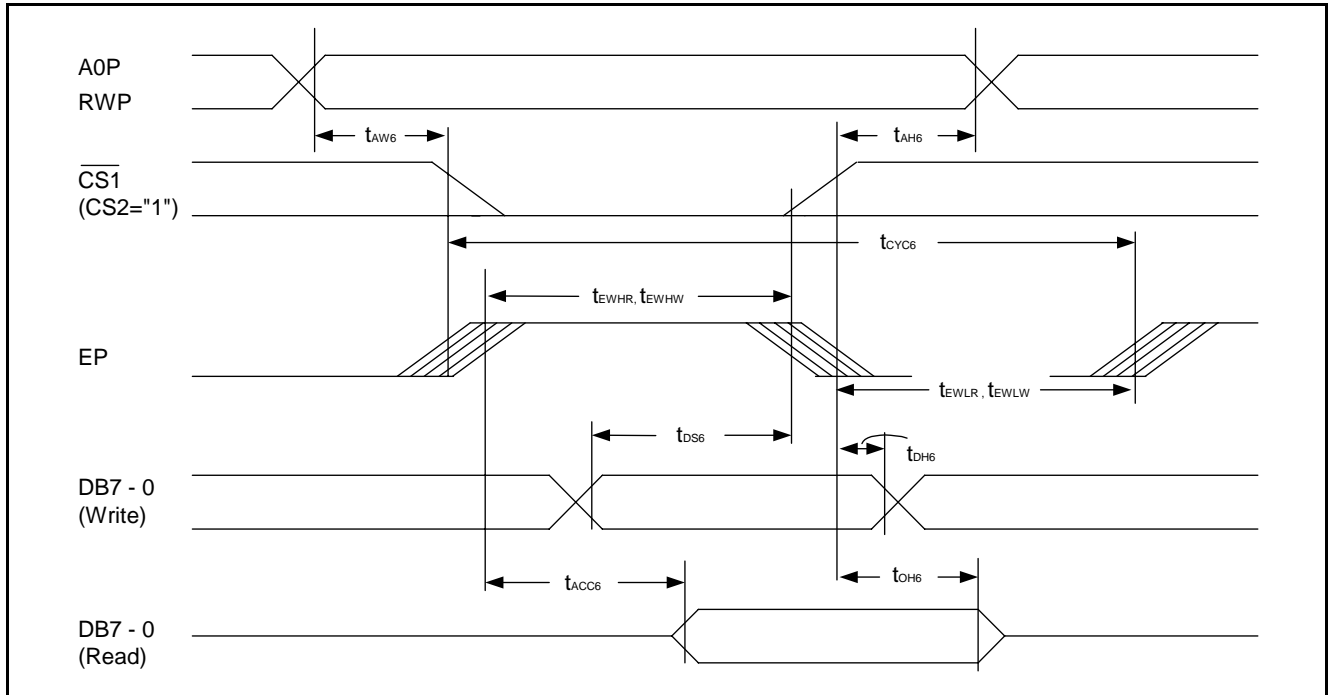 A0P
RWP
tAW6
tAH6
CS1
(CS2="1")
tCYC6
tEWHR, tEWHW
EP
tEWLR, tEWLW
tDS6
tDH6
DB7 - 0
(Write)
tACC6
tOH6
DB7 - 0
(Read)